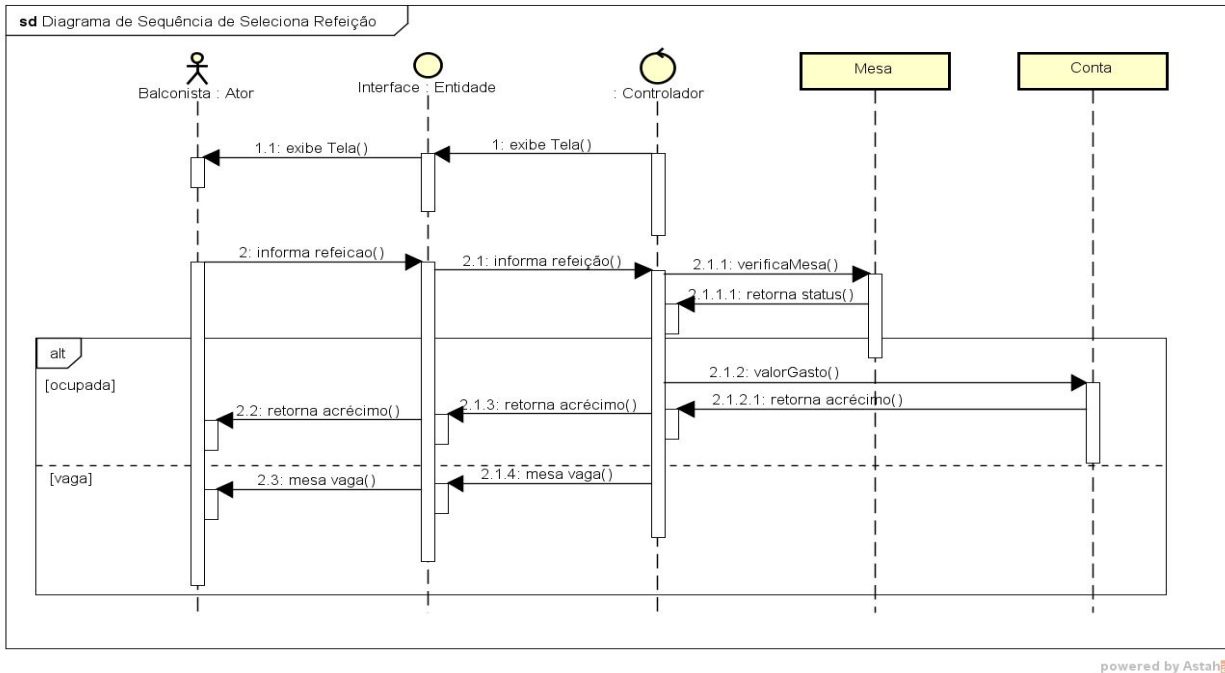 sd Diagrama de Sequência de Seleciona Refeição
Balconista : Ator
Interface : Entidade
: Controlador
Mesa
Conta
1.1: exibe Tela()
1: exibe Tela()
2: informa refeicao()
2.1: informa refeição()
2.1.1: verificaMesa()
2.1.1.1: retorna status()
alt
[ocupada]
2.1.2: valorGasto()
2.2: retorna acrécimo()
2.1.3: retorna acrécimo()
2.1.2.1: retorna acrécimo()
[vaga]
2.3: mesa vaga()
2.1.4: mesa vaga()
powered by Astah